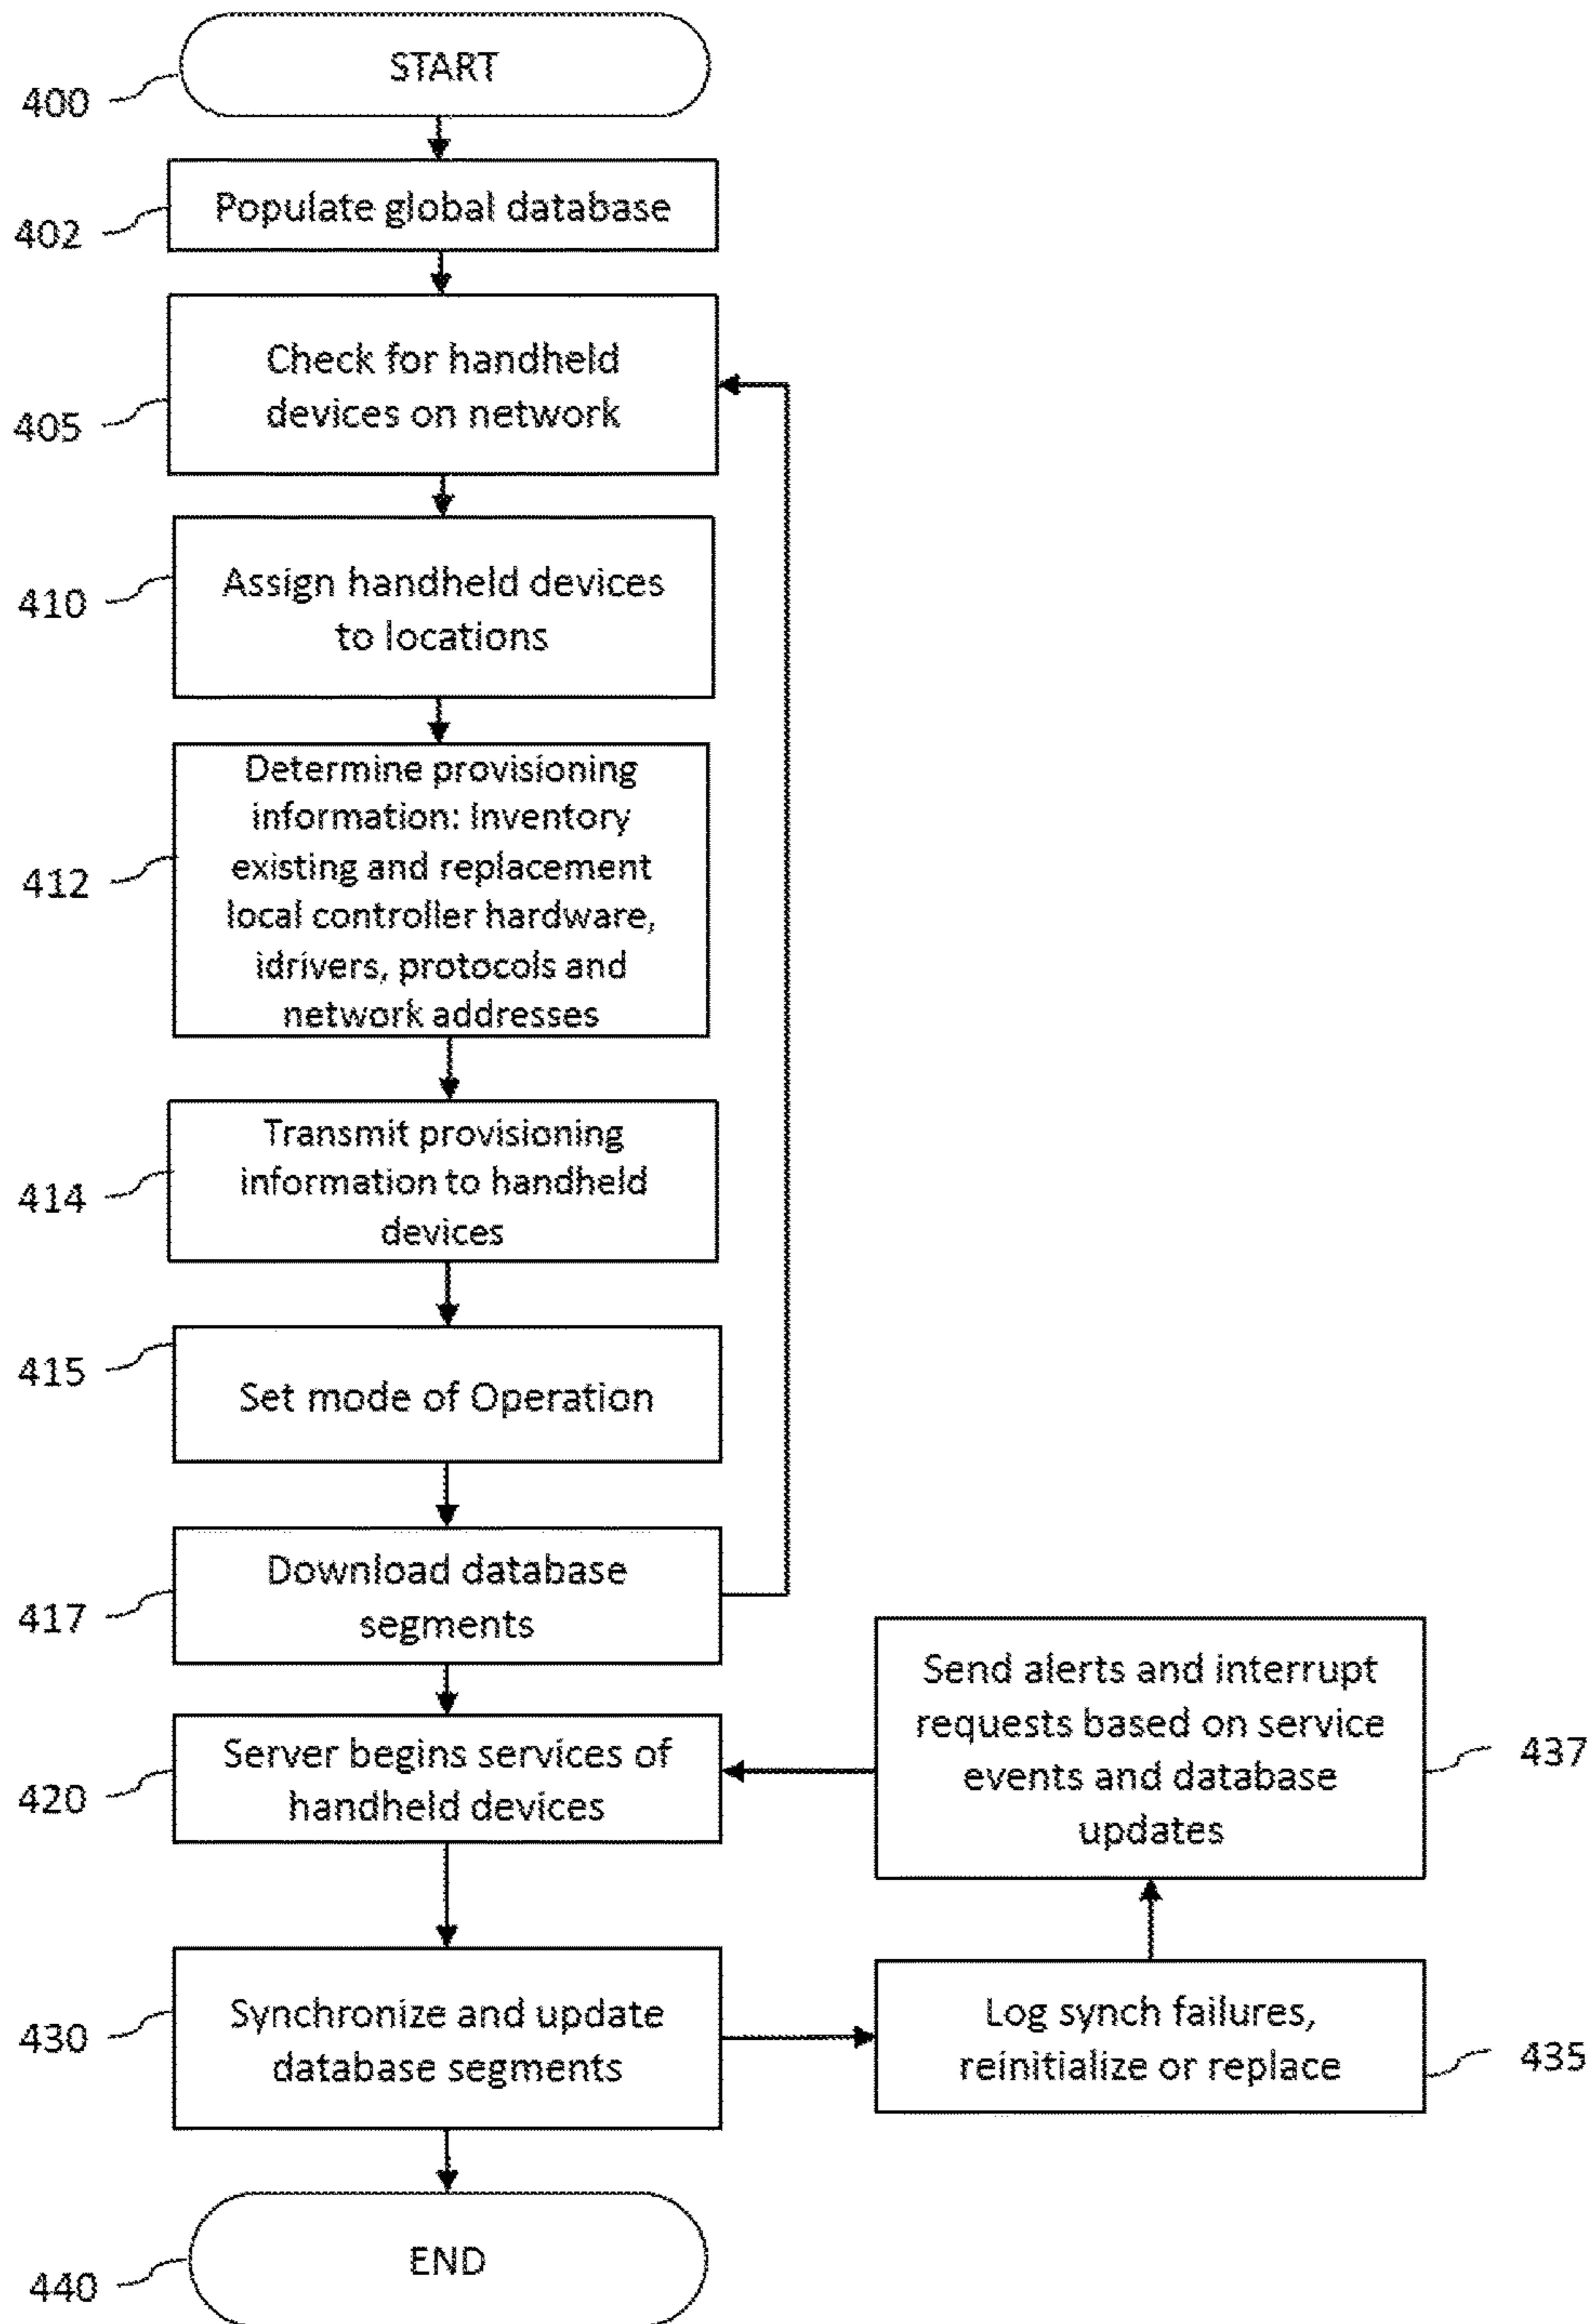 START
400
Populate global database
402
Check for handheld
devices on network
405
Assign handheld devices
to locations
410
Determine provisioning
information: Inventory
existing and replacement
local controller hardware,
idrivers, protocols and
network addresses
412
Transmit provisioning
information to handheld
devices
414
415
Set mode of Operation
Download database
segments
417
Send alerts and interrupt
requests based on service
events and database
updates
437
Server begins services of
handheld devices
420
Synchronize and update
database segments
430
Log synch failures,
reinitialize or replace
435
END
440